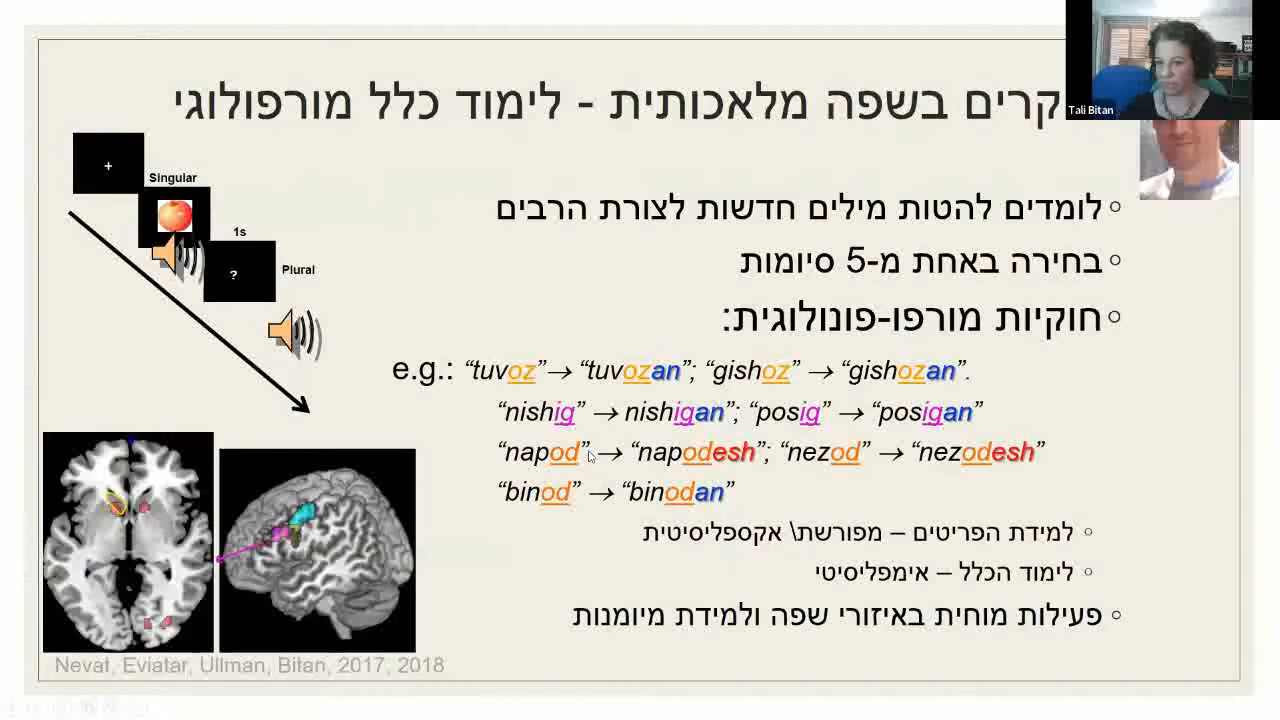 Tali Bitan
קרים בשפה מלאכותית - לימוד כלל מורפולוגי
Singular
1s
?
Plural
לומדים להטות מילים חדשות לצורת הרבים
בחירה באחת מ-5 סיומות
חוקיות מורפו-פונולוגית:
e.g.: “tuvoz”→ “tuvozan”; “gishoz” → “gishozan”.
“nishig” → nishigan”; “posig” → “posigan”
“napod”→ “napodesh”; “nezod” → “nezodesh”
“binod” → “binodan”
למידת הפריטים – מפורשת\ אקספליסיטית
לימוד הכלל – אימפליסיטי
פעילות מוחית באיזורי שפה ולמידת מיומנות
Nevat, Eviatar, Ullman, Bitan, 2017, 2018